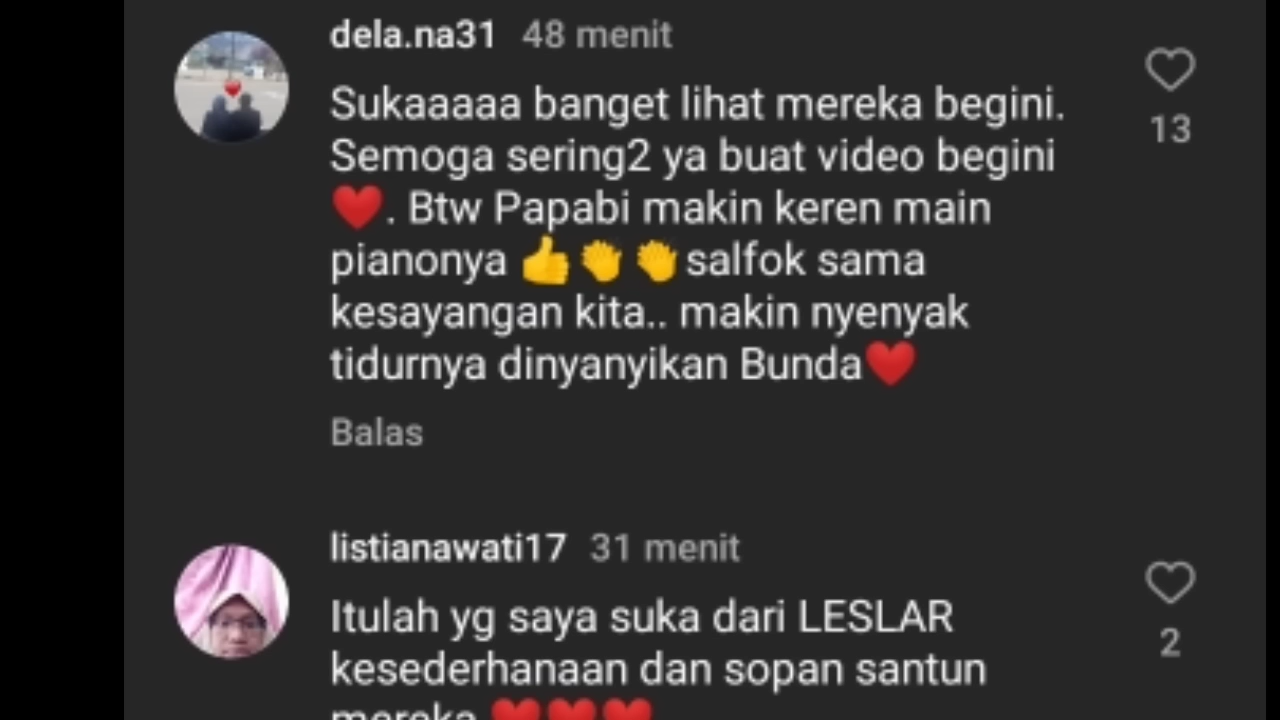 dela.na31 48 menit
Sukaaaaa banget lihat mereka begini.
Semoga sering2 ya buat video begini
❤️. Btw Papabi makin keren main
pianonya 👍👏👏salfok sama
kesayangan kita.. makin nyenyak
tidurnya dinyanyikan Bunda❤️
13
Balas
listianawati17 31 menit
Itulah yg saya suka dari LESLAR
kesederhanaan dan sopan santun
mereka ❤️❤️❤️
2